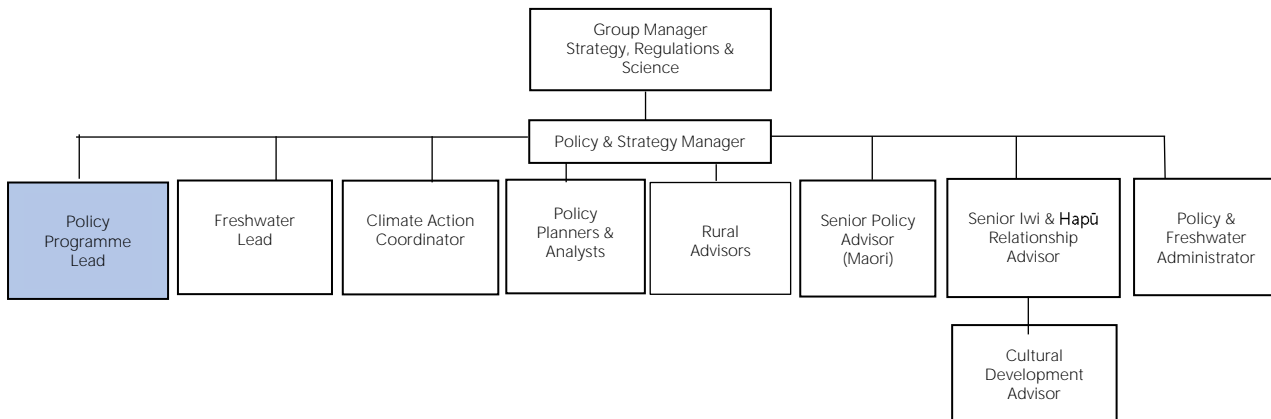 Group Manager
Strategy, Regulations &
Science
Policy & Strategy Manager
Policy
Programme
Lead
Freshwater
Lead
Climate Action
Coordinator
Policy
Planners &
Analysts
Rural
Advisors
Senior Policy
Advisor
(Maori)
Senior Iwi & Hapū
Relationship
Advisor
Policy &
Freshwater
Administrator
Cultural
Development
Advisor